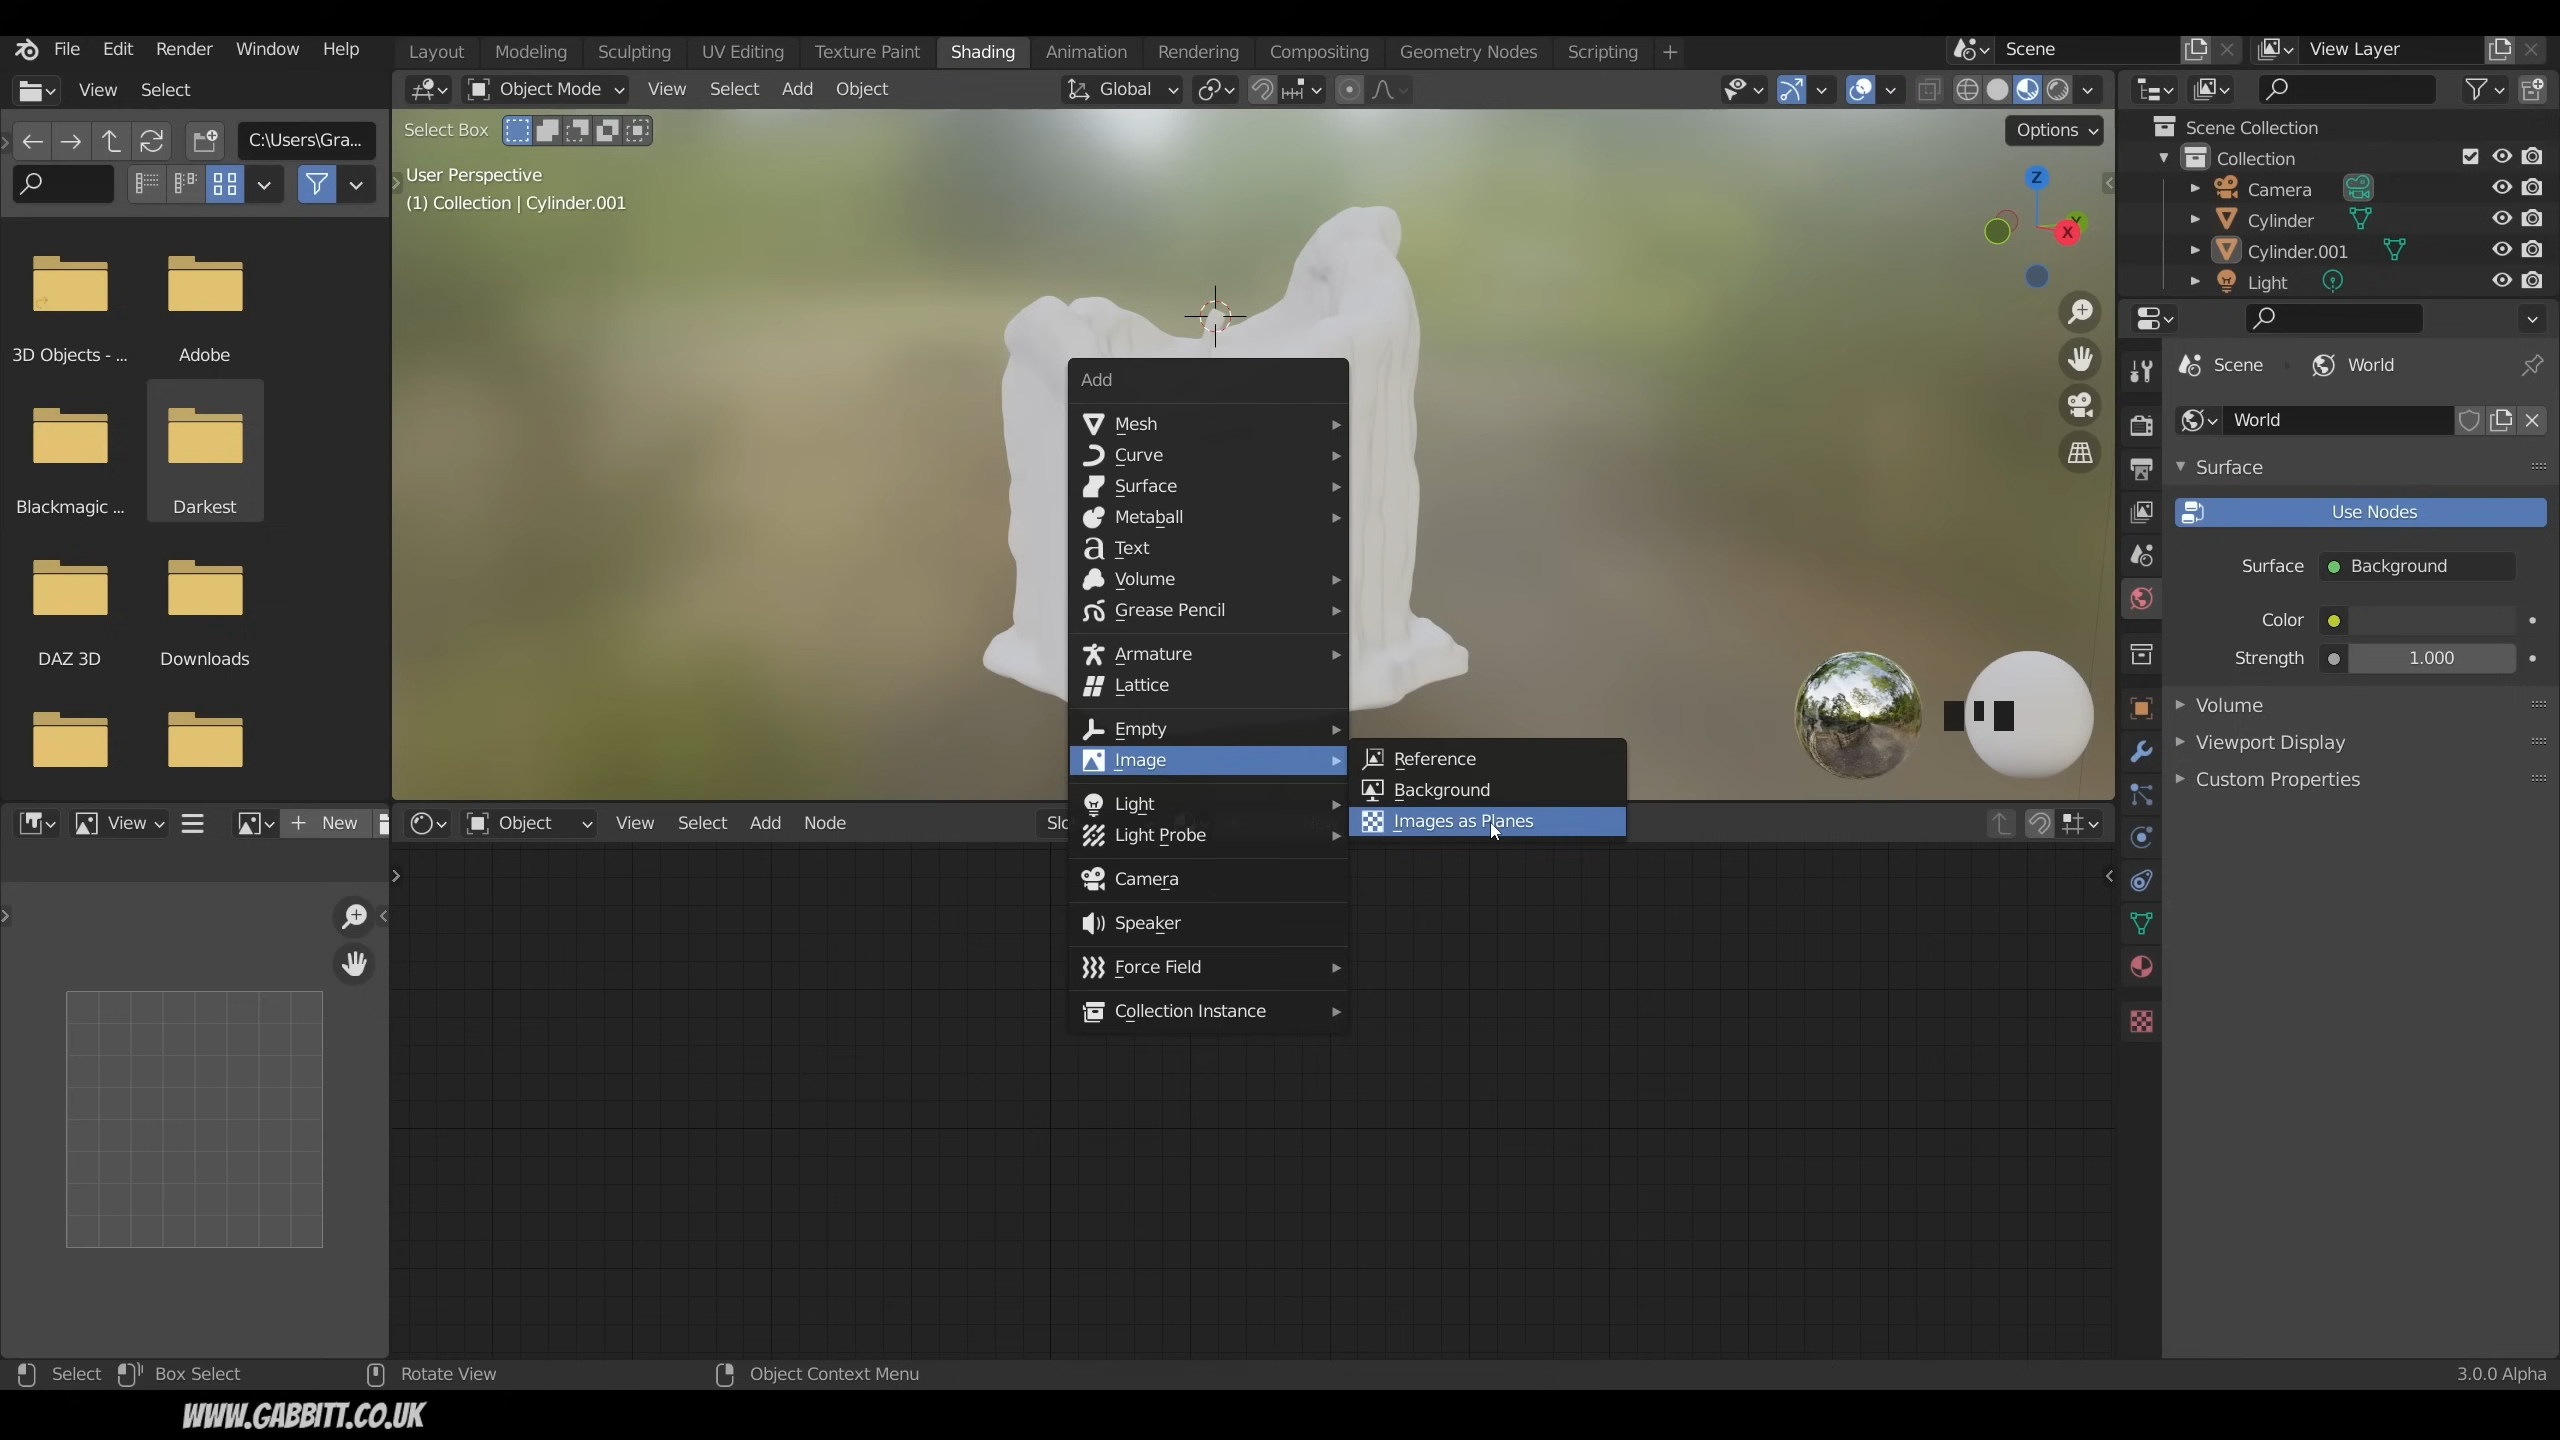 File Edit Render Window Help Layout Modeling Sculpting UV Editing Texture Paint Shading Animation Rendering Compositing Geometry Nodes Scripting Scene View Layer
View Select Object Mode View Select Add Object Global
C:\Users\Gra...
Select Box Options
User Perspective
(1) Collection | Cylinder.001
Z
Y
X
3D Objects - ... Adobe
Blackmagic ... Darkest
DAZ 3D Downloads
Add
Mesh
Curve
Surface
Metaball
Text
Volume
Grease Pencil
Armature
Lattice
Empty
Image
Light
Light Probe
Camera
Speaker
Force Field
Collection Instance
Reference
Background
Images as Planes
Scene Collection
Collection
Camera
Cylinder
Cylinder.001
Light
Scene World
World
Surface
Use Nodes
Surface Background
Color
Strength 1.000
Volume
Viewport Display
Custom Properties
View New Object View Select Add Node
Select Box Select Rotate View Object Context Menu 3.0.0 Alpha
WWW.GABBITT.CO.UK